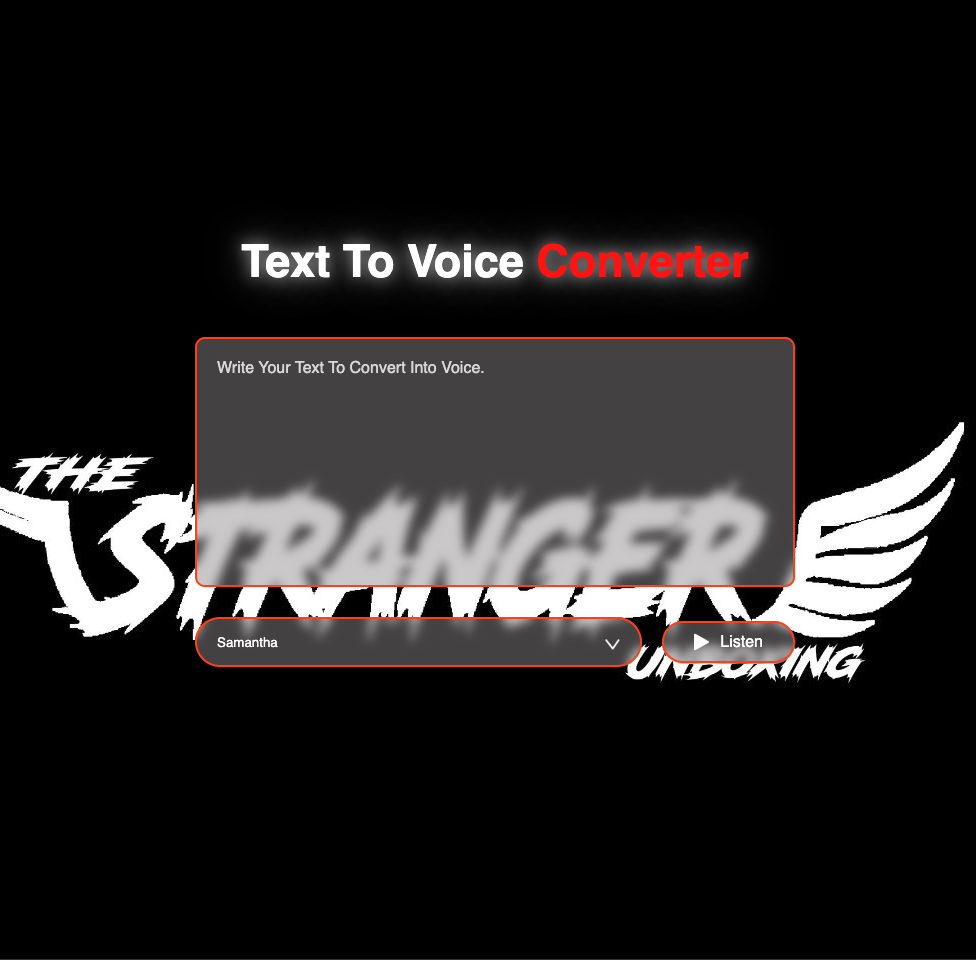 Text To Voice Converter
Write Your Text To Convert Into Voice.
THE
STRANGER
Samantha
Listen
UNBOXING